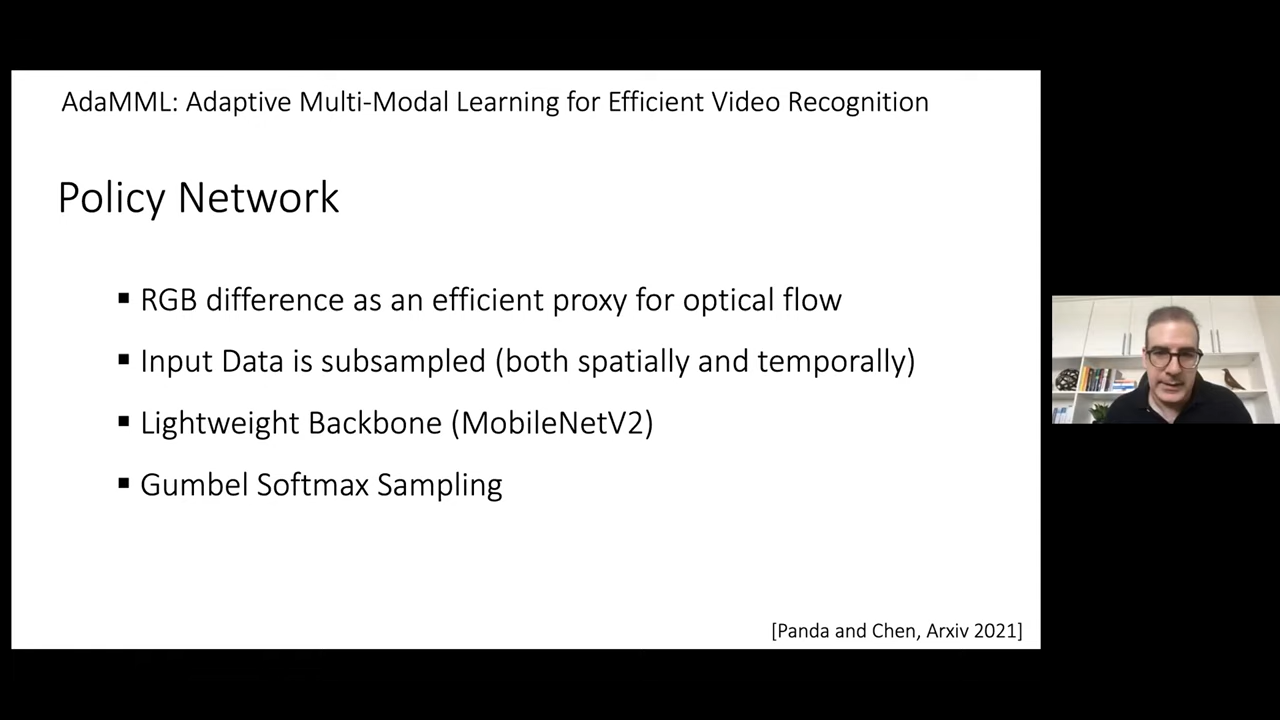 AdaMML: Adaptive Multi-Modal Learning for Efficient Video Recognition
Policy Network
▪ RGB difference as an efficient proxy for optical flow
▪ Input Data is subsampled (both spatially and temporally)
▪ Lightweight Backbone (MobileNetV2)
▪ Gumbel Softmax Sampling
[Panda and Chen, Arxiv 2021]